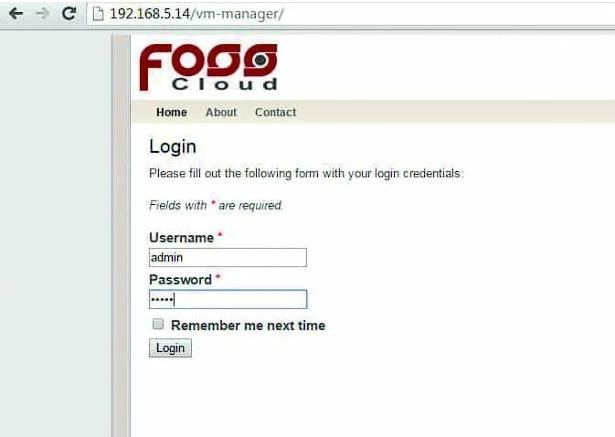 192.168.5.14/vm-manager/
FOSS
Cloud
Home About Contact
Login
Please fill out the following form with your login credentials:
Fields with * are required.
Username *
admin
Password *
•••••
Remember me next time
Login